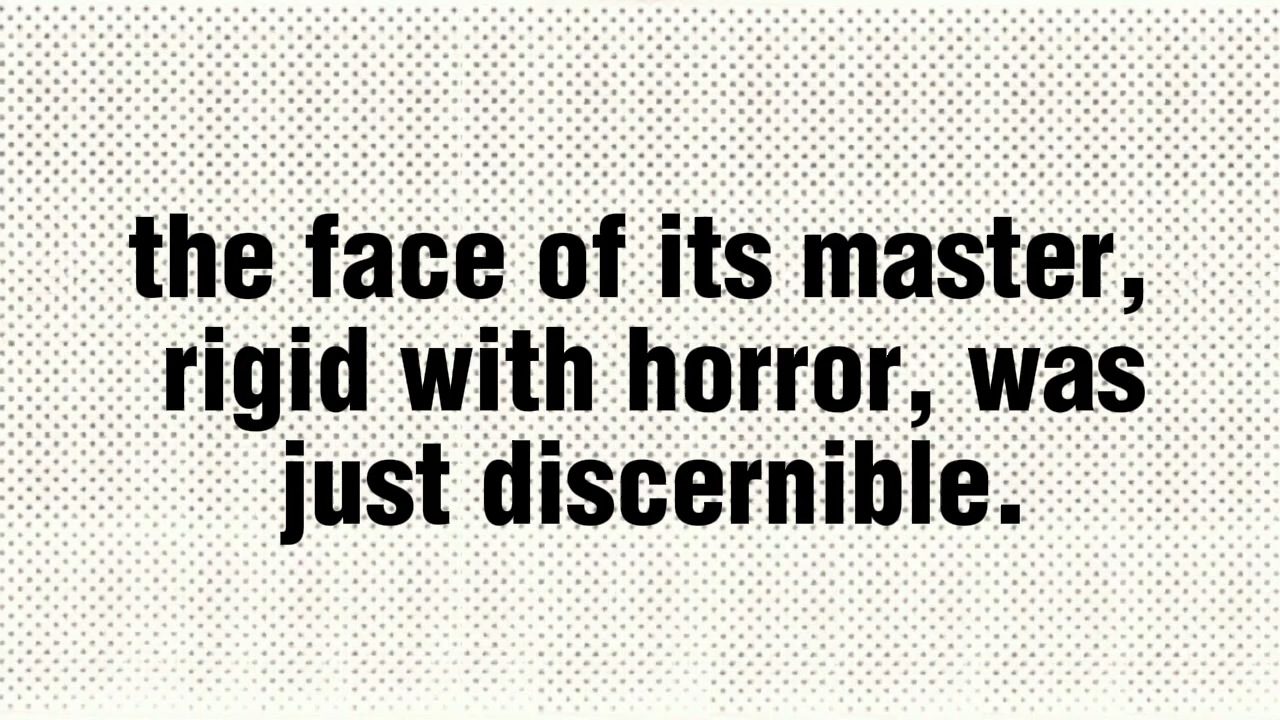 the face of its master,
rigid with horror, was
just discernible.